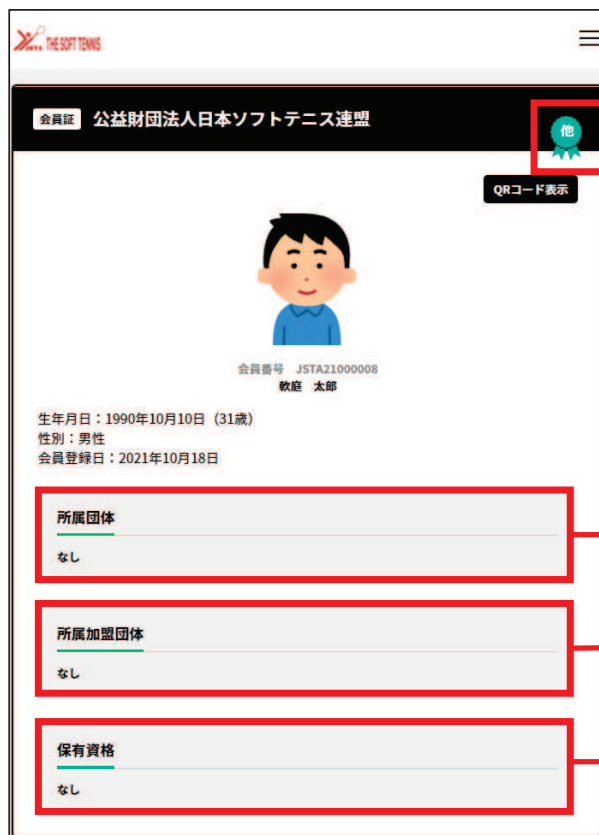 THE SOFT TENNIS
会員証 公益財団法人日本ソフトテニス連盟
他
QRコード表示
会員番号 JSTA21000008
軟庭 太郎
生年月日：1990年10月10日（31歳）
性別：男性
会員登録日：2021年10月18日
所属団体
なし
所属加盟団体
なし
保有資格
なし